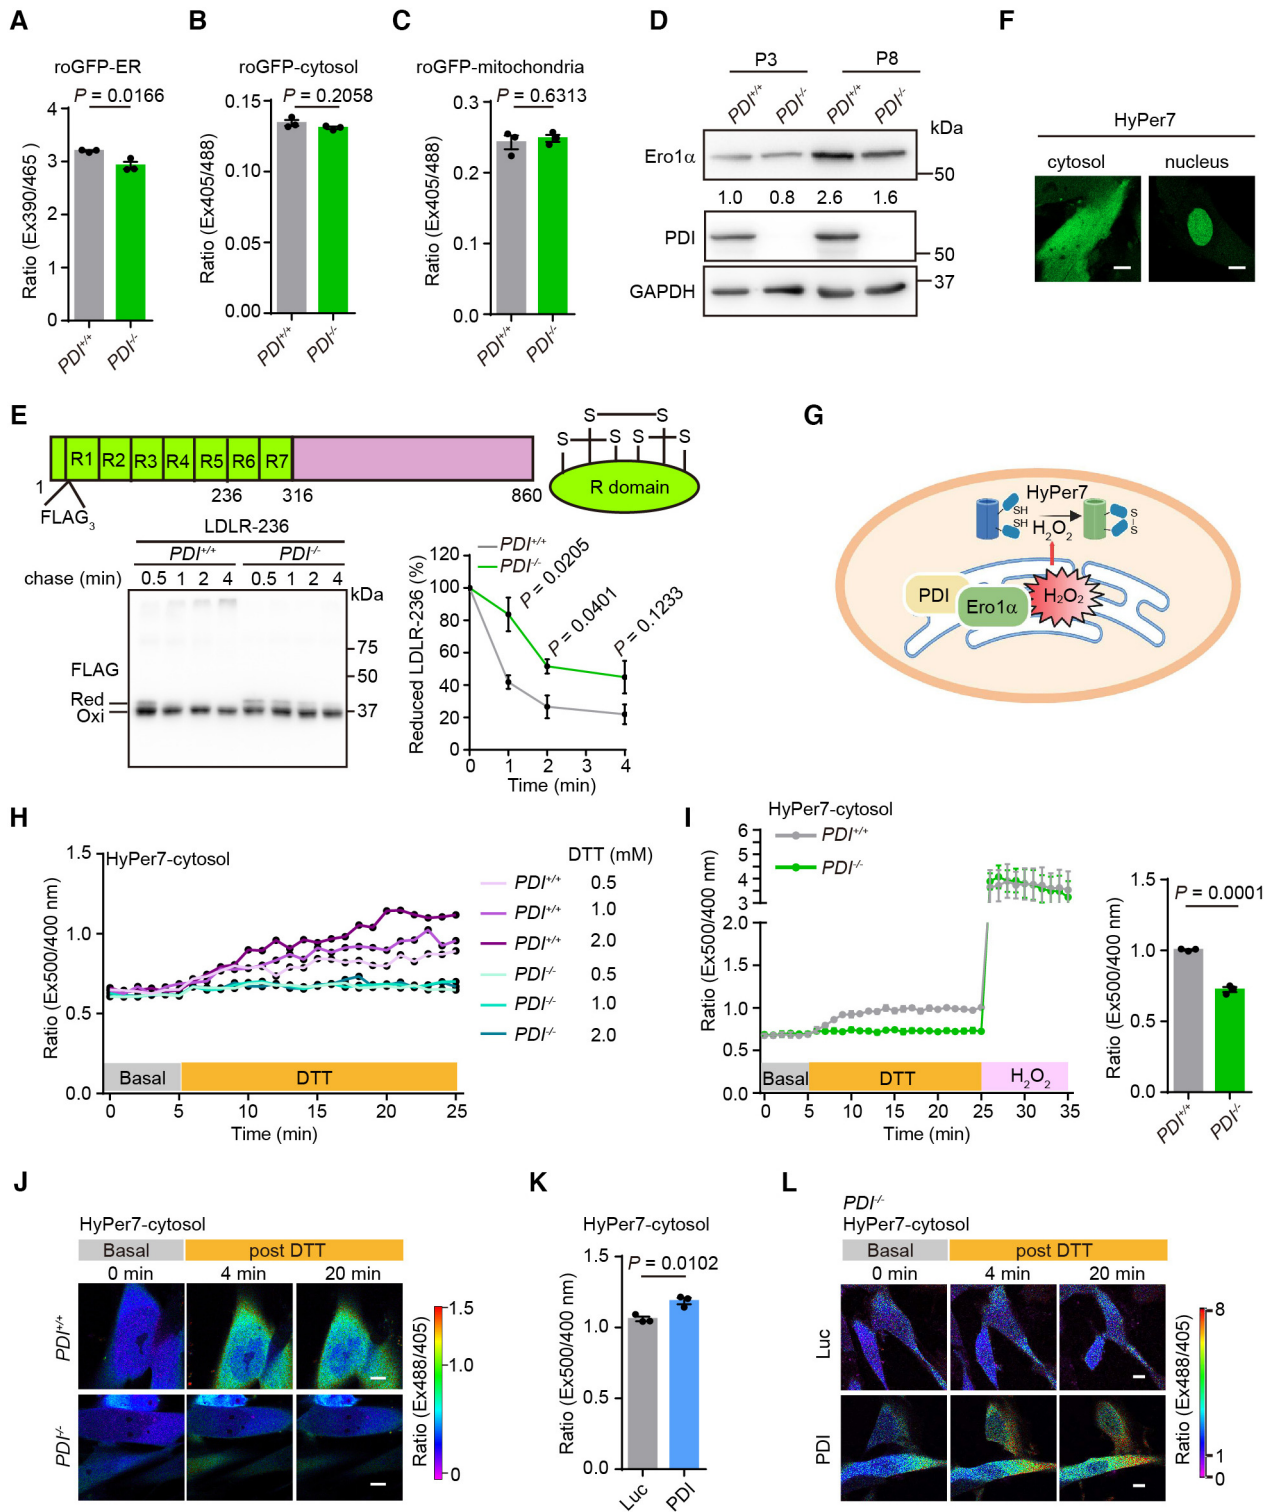 A
roGFP-ER
P = 0.0166
Ratio (Ex390/465 )
4
3
2
1
0
PDI+/+
PDI-/-
B
roGFP-cytosol
P = 0.2058
Ratio (Ex405/488)
0.15
0.10
0.05
0.00
PDI+/+
PDI-/-
C
roGFP-mitochondria
P = 0.6313
Ratio (Ex405/488)
0.3
0.2
0.1
0.0
PDI+/+
PDI-/-
D
P3 P8
PDI+/+ PDI-/- PDI+/+ PDI-/-
kDa
Ero1α
50
1.0 0.8 2.6 1.6
PDI
50
GAPDH
37
F
HyPer7
cytosol nucleus
E
R1 R2 R3 R4 R5 R6 R7
1 236 316 860
FLAG3
S S
S S S S
R domain
LDLR-236
PDI+/+ PDI-/-
chase (min) 0.5 1 2 4 0.5 1 2 4
kDa
75
FLAG
50
Red
Oxi
37
PDI+/+
PDI-/-
P = 0.0205
P = 0.0401
P = 0.1233
Reduced LDLR-236 (%)
120
100
80
60
40
20
0
0 1 2 3 4
Time (min)
G
HyPer7
SH
SH
H2O2
S
S
PDI
Ero1α
H2O2
H
HyPer7-cytosol
DTT (mM)
PDI+/+ 0.5
PDI+/+ 1.0
PDI+/+ 2.0
PDI-/- 0.5
PDI-/- 1.0
PDI-/- 2.0
Ratio (Ex500/400 nm)
1.5
1.0
0.5
0.0
Basal DTT
0 5 10 15 20 25
Time (min)
I
HyPer7-cytosol
PDI+/+
PDI-/-
Ratio (Ex500/400 nm)
6
5
4
3
2.0
1.5
1.0
0.5
0.0
Basal DTT H2O2
0 5 10 15 20 25 30 35
Time (min)
P = 0.0001
Ratio (Ex500/400 nm)
1.5
1.0
0.5
0.0
PDI+/+
PDI-/-
J
HyPer7-cytosol
Basal post DTT
0 min 4 min 20 min
PDI+/+
PDI-/-
1.5
1.0
0
Ratio (Ex488/405)
K
HyPer7-cytosol
P = 0.0102
Ratio (Ex500/400 nm)
1.5
1.0
0.5
0.0
Luc PDI
L
PDI-/-
HyPer7-cytosol
Basal post DTT
0 min 4 min 20 min
Luc
PDI
8
1
0
Ratio (Ex488/405)